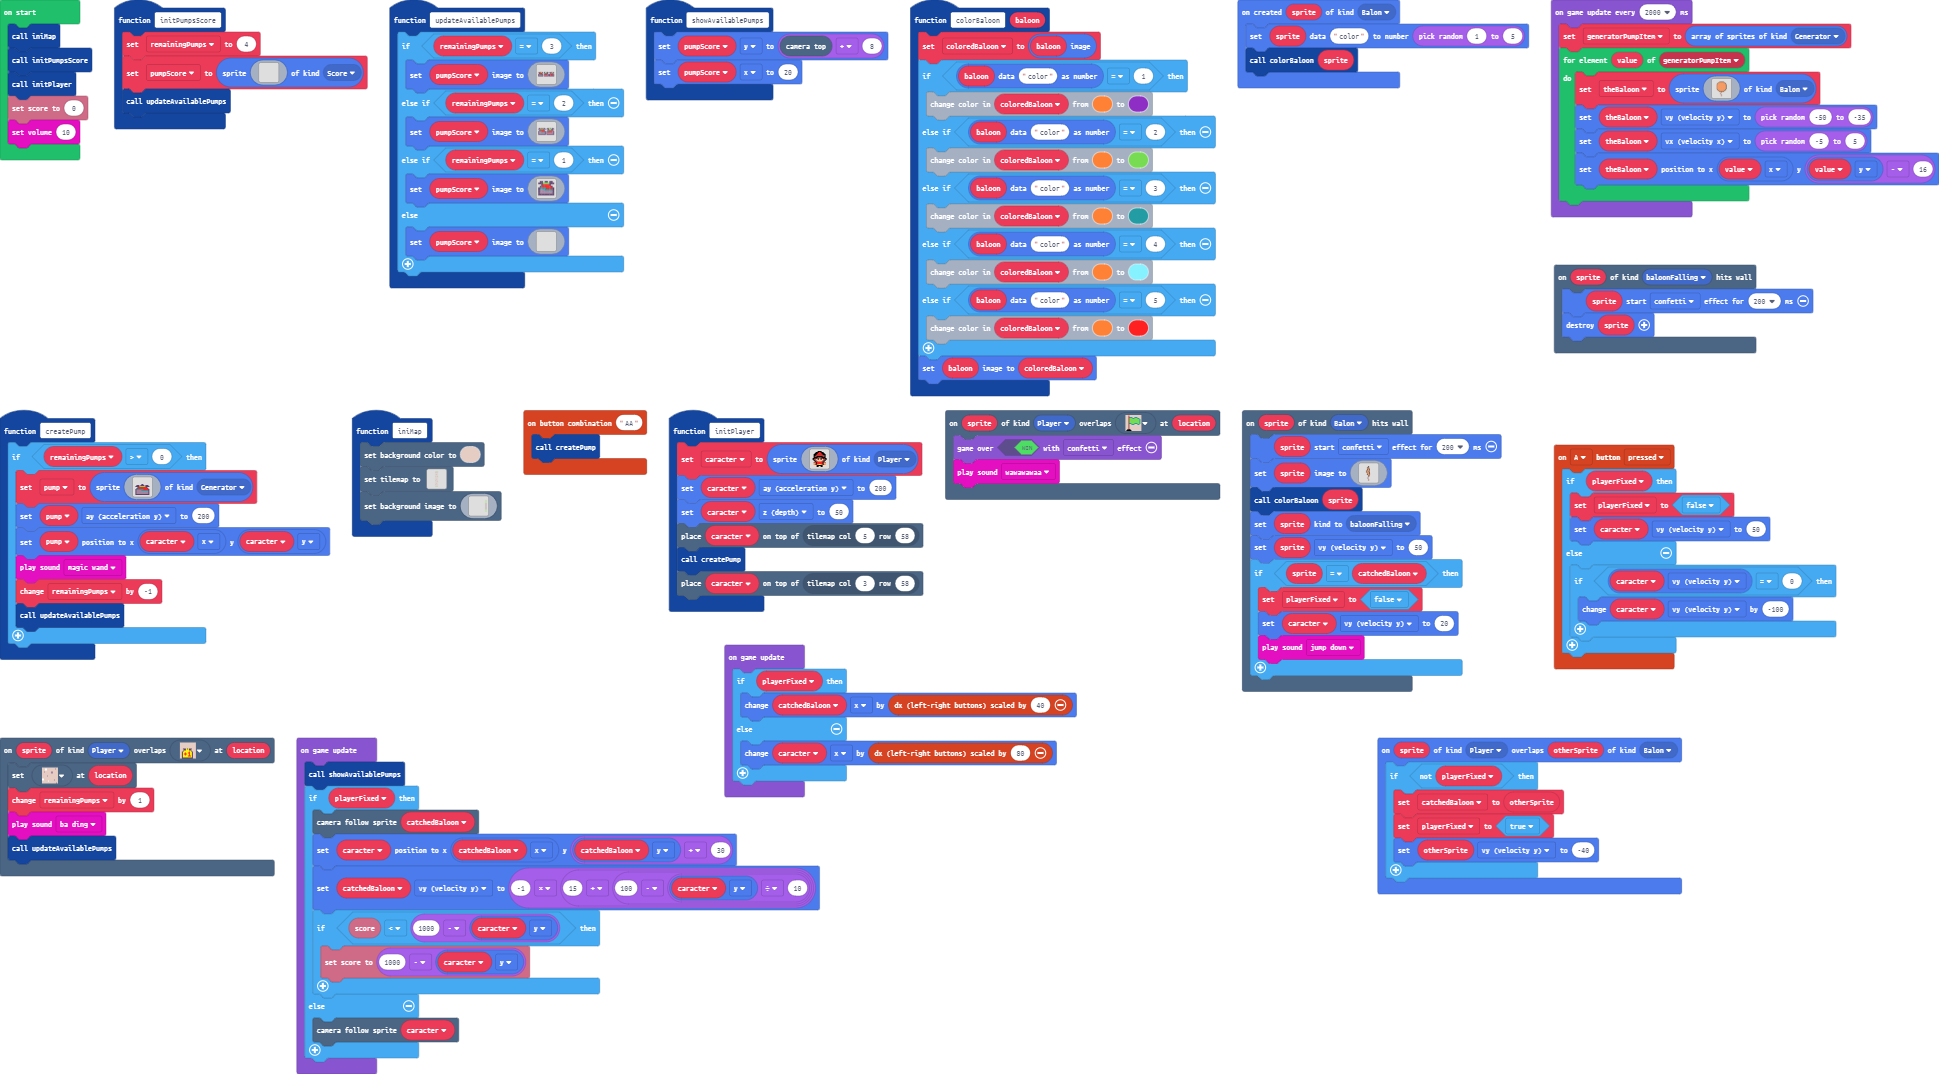 on start
call iniMap
call initPumpsScore
call initPlayer
set score to 0
set volume 10
function initPumpsScore
set remainingPumps to 4
set pumpScore to sprite of kind Score
call updateAvailablePumps
function updateAvailablePumps
if remainingPumps = 3 then
set pumpScore image to
else if remainingPumps = 2 then
set pumpScore image to
else if remainingPumps = 1 then
set pumpScore image to
else
set pumpScore image to
function showAvailablePumps
set pumpScore y to camera top + 8
set pumpScore x to 20
function colorBaloon baloon
set coloredBaloon to baloon image
if baloon data "color" as number = 1 then
change color in coloredBaloon from to
else if baloon data "color" as number = 2 then
change color in coloredBaloon from to
else if baloon data "color" as number = 3 then
change color in coloredBaloon from to
else if baloon data "color" as number = 4 then
change color in coloredBaloon from to
else if baloon data "color" as number = 5 then
change color in coloredBaloon from to
set baloon image to coloredBaloon
on created sprite of kind Balon
set sprite data "color" to number pick random 1 to 5
call colorBaloon sprite
on game update every 2000 ms
set generatorPumpItem to array of sprites of kind Generator
for element value of generatorPumpItem
do
set theBaloon to sprite of kind Balon
set theBaloon vy (velocity y) to pick random -50 to -35
set theBaloon vx (velocity x) to pick random -5 to 5
set theBaloon position to x value x y value y - 16
on sprite of kind baloonFalling hits wall
sprite start confetti effect for 200 ms
destroy sprite
function createPump
if remainingPumps > 0 then
set pump to sprite of kind Generator
set pump ay (acceleration y) to 200
set pump position to x caracter x y caracter y
play sound magic wand
change remainingPumps by -1
call updateAvailablePumps
function iniMap
set background color to
set tilemap to
set background image to
on button combination "AA"
call createPump
function initPlayer
set caracter to sprite of kind Player
set caracter ay (acceleration y) to 200
set caracter z (depth) to 50
place caracter on top of tilemap col 5 row 58
call createPump
place caracter on top of tilemap col 3 row 58
on sprite of kind Player overlaps at location
game over with confetti effect
play sound wawawawaa
on sprite of kind Balon hits wall
sprite start confetti effect for 200 ms
set sprite image to
call colorBaloon sprite
set sprite kind to baloonFalling
set sprite vy (velocity y) to 50
if sprite = catchedBaloon then
set playerFixed to false
set caracter vy (velocity y) to 20
play sound jump down
on A button pressed
if playerFixed then
set playerFixed to false
set caracter vy (velocity y) to 50
else
if caracter vy (velocity y) = 0 then
change caracter vy (velocity y) by -100
on game update
if playerFixed then
change catchedBaloon x by dx (left-right buttons) scaled by 40
else
change caracter x by dx (left-right buttons) scaled by 80
on sprite of kind Player overlaps at location
set at location
change remainingPumps by 1
play sound ba ding
call updateAvailablePumps
on game update
call showAvailablePumps
if playerFixed then
camera follow sprite catchedBaloon
set caracter position to x catchedBaloon x y catchedBaloon y + 30
set catchedBaloon vy (velocity y) to -1 × 15 + 100 - caracter y ÷ 10
if score < 1000 - caracter y then
set score to 1000 - caracter y
else
camera follow sprite caracter
on sprite of kind Player overlaps otherSprite of kind Balon
if not playerFixed then
set catchedBaloon to otherSprite
set playerFixed to true
set otherSprite vy (velocity y) to -40